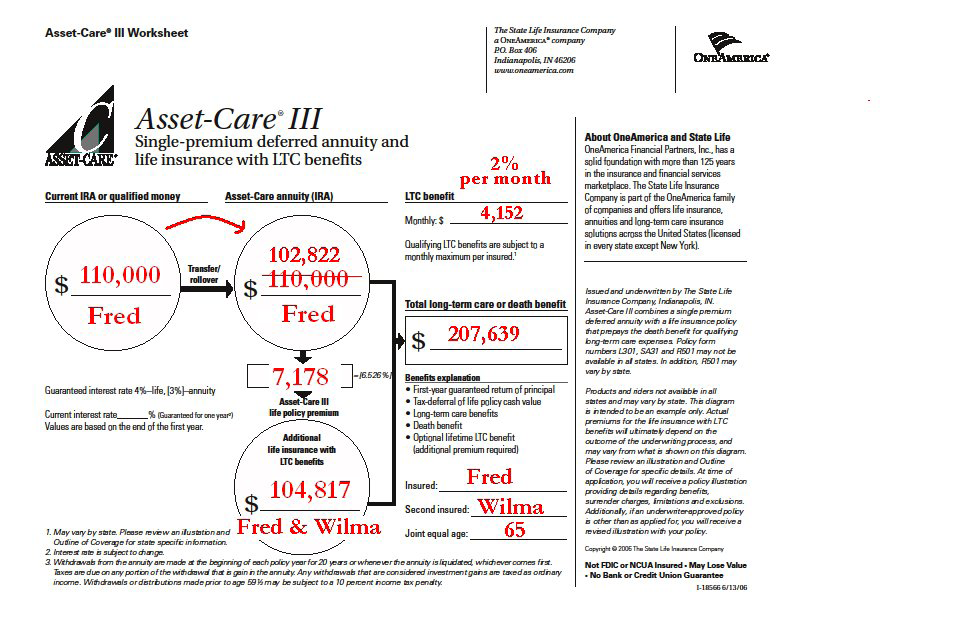 Asset-Care® III Worksheet
The State Life Insurance Company
a ONEAMERICA® company
P.O. Box 406
Indianapolis, IN 46206
www.oneamerica.com
ONEAMERICA®
C
ASSET-CARE®
Asset-Care® III
Single-premium deferred annuity and
life insurance with LTC benefits
Current IRA or qualified money
$ 110,000
Fred
Transfer/
rollover
Asset-Care annuity (IRA)
102,822
$ 110,000
Fred
7,178
=[6.526%]
Asset-Care III
life policy premium
Additional
life insurance with
LTC benefits
$ 104,817
Fred & Wilma
Guaranteed interest rate 4%–life, [3%]–annuity
Current interest rate______% (Guaranteed for one year²)
Values are based on the end of the first year.
2%
per month
LTC benefit
Monthly: $ 4,152
Qualifying LTC benefits are subject to a
monthly maximum per insured.¹
Total long-term care or death benefit
$ 207,639
Benefits explanation
• First-year guaranteed return of principal
• Tax-deferral of life policy cash value
• Long-term care benefits
• Death benefit
• Optional lifetime LTC benefit
(additional premium required)
Insured: Fred
Second insured: Wilma
Joint equal age: 65
1. May vary by state. Please review an illustation and
Outline of Coverage for state specific information.
2. Interest rate is subject to change.
3. Withdrawals from the annuity are made at the beginning of each policy year for 20 years or whenever the annuity is liquidated, whichever comes first.
Taxes are due on any portion of the withdrawal that is gain in the annuity. Any withdrawals that are considered investment gains are taxed as ordinary
income. Withdrawals or distributions made prior to age 59½ may be subject to a 10 percent income tax penalty.
About OneAmerica and State Life
OneAmerica Financial Partners, Inc., has a
solid foundation with more than 125 years
in the insurance and financial services
marketplace. The State Life Insurance
Company is part of the OneAmerica family
of companies and offers life insurance,
annuities and long-term care insurance
solutions across the United States (licensed
in every state except New York).
Issued and underwritten by The State Life
Insurance Company, Indianapolis, IN.
Asset-Care III combines a single premium
deferred annuity with a life insurance policy
that prepays the death benefit for qualifying
long-term care expenses. Policy form
numbers L301, SA31 and R501 may not be
available in all states. In addition, R501 may
vary by state.
Products and riders not available in all
states and may vary by state. This diagram
is intended to be an example only. Actual
premiums for the life insurance with LTC
benefits will ultimately depend on the
outcome of the underwriting process, and
may vary from what is shown on this diagram.
Please review an illustration and Outline
of Coverage for specific details. At time of
application, you will receive a policy illustration
providing details regarding benefits,
surrender charges, limitations and exclusions.
Additionally, if an underwriter-approved policy
is other than as applied for, you will receive a
revised illustration with your policy.
Copyright © 2006 The State Life Insurance Company
Not FDIC or NCUA Insured • May Lose Value
• No Bank or Credit Union Guarantee
I-18566 6/13/06